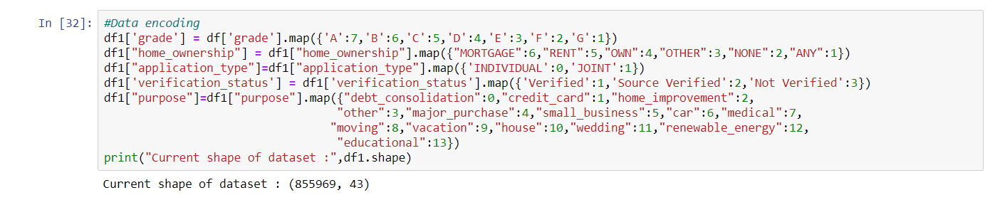 In [32]: #Data encoding
df1['grade'] = df['grade'].map({'A':7,'B':6,'C':5,'D':4,'E':3,'F':2,'G':1})
df1["home_ownership"] = df1["home_ownership"].map({"MORTGAGE":6,"RENT":5,"OWN":4,"OTHER":3,"NONE":2,"ANY":1})
df1["application_type"]=df1["application_type"].map({'INDIVIDUAL':0,'JOINT':1})
df1['verification_status'] = df1['verification_status'].map({'Verified':1,'Source Verified':2,'Not Verified':3})
df1["purpose"]=df1["purpose"].map({"debt_consolidation":0,"credit_card":1,"home_improvement":2,
"other":3,"major_purchase":4,"small_business":5,"car":6,"medical":7,
"moving":8,"vacation":9,"house":10,"wedding":11,"renewable_energy":12,
"educational":13})
print("Current shape of dataset :",df1.shape)
Current shape of dataset : (855969, 43)